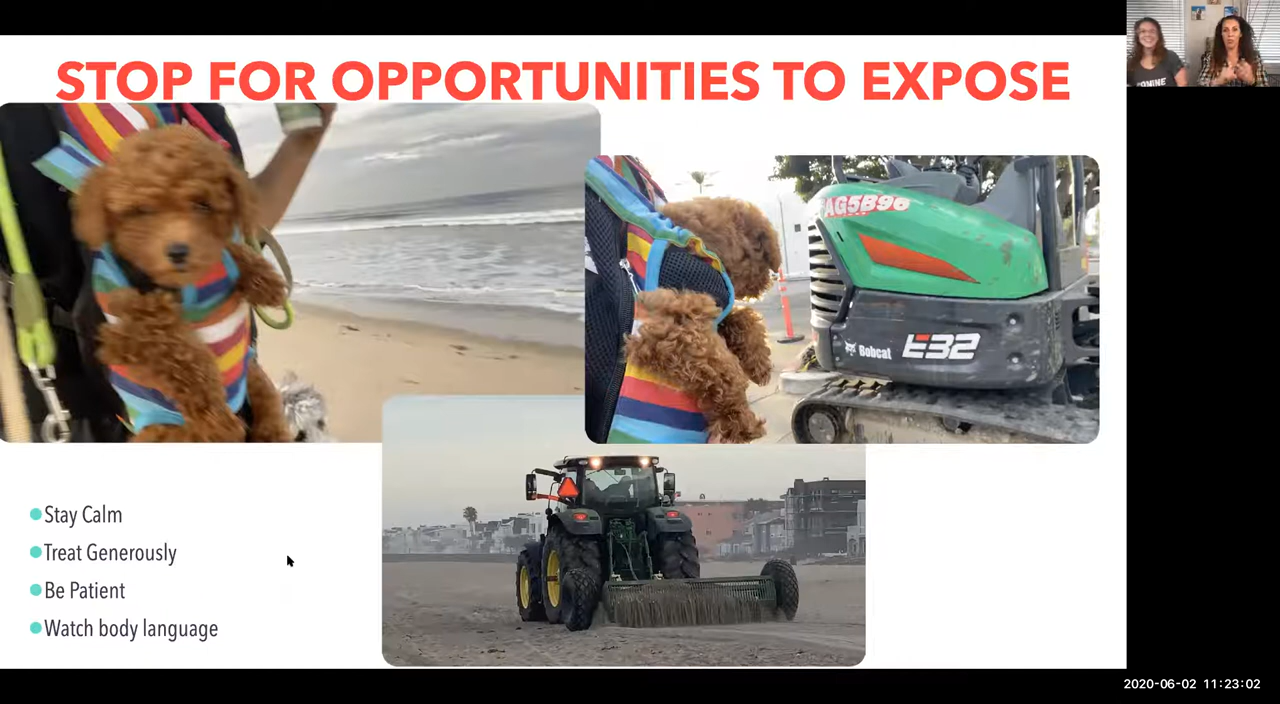 STOP FOR OPPORTUNITIES TO EXPOSE
AG5B96
Bobcat E32
Stay Calm
Treat Generously
Be Patient
Watch body language
2020-06-02 11:23:02